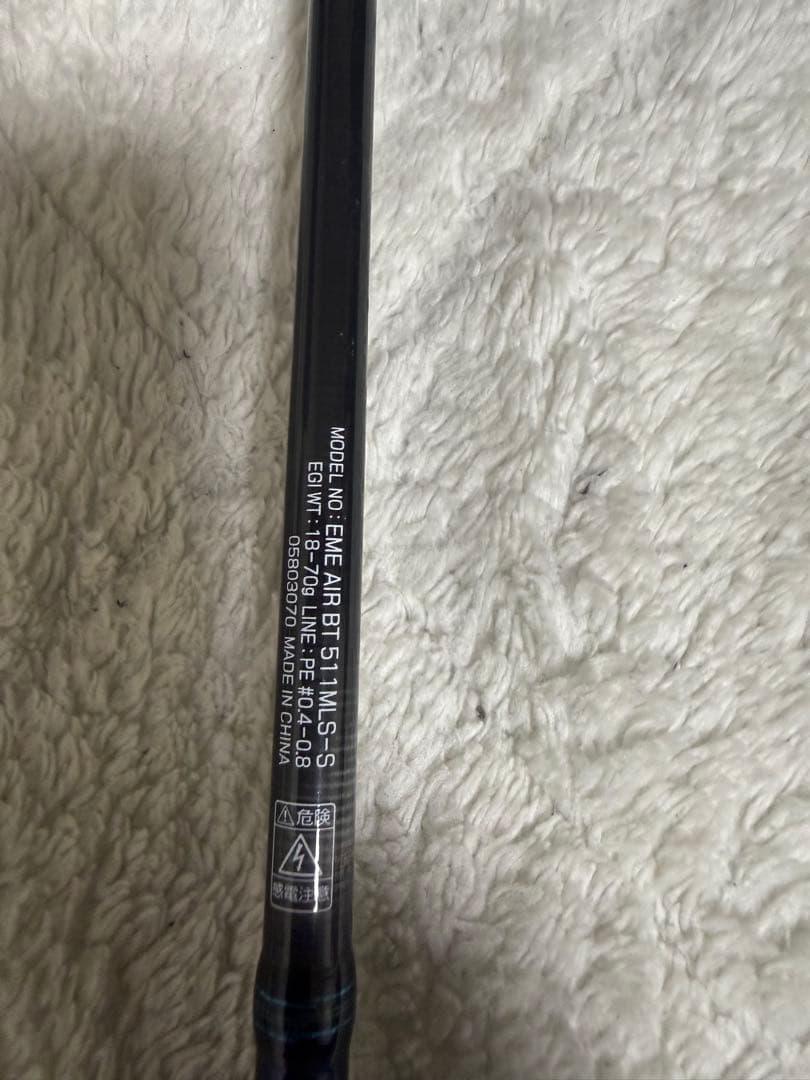 MODEL NO : EME AIR BT 511MLS-S
EGI WT : 18-70g LINE : PE #0.4-0.8
05803070 MADE IN CHINA
危険
感電注意